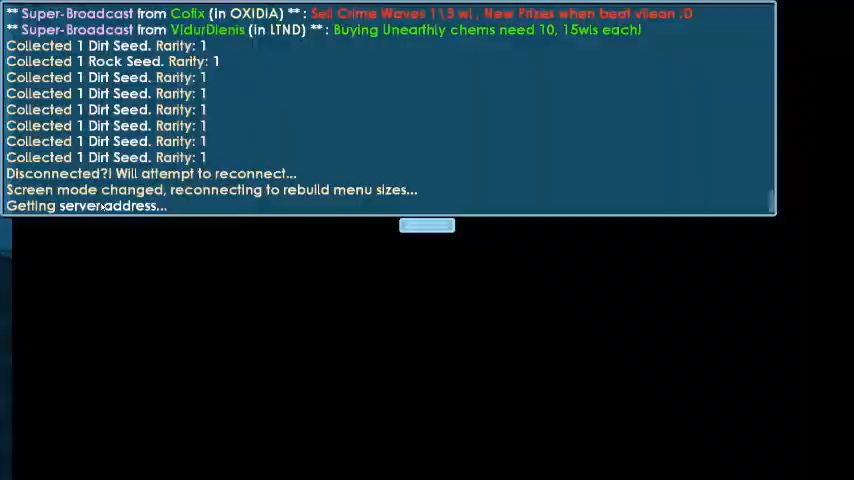 ** Super-Broadcast from Cofix (in OXIDIA) ** : Sell Crime Waves 1\3 wl , New Prizes when beat vilean :D
** Super-Broadcast from VidurDienis (in LTND) ** : Buying Unearthly chems need 10, 15wls each!
Collected 1 Dirt Seed. Rarity: 1
Collected 1 Rock Seed. Rarity: 1
Collected 1 Dirt Seed. Rarity: 1
Collected 1 Dirt Seed. Rarity: 1
Collected 1 Dirt Seed. Rarity: 1
Collected 1 Dirt Seed. Rarity: 1
Collected 1 Dirt Seed. Rarity: 1
Collected 1 Dirt Seed. Rarity: 1
Disconnected?! Will attempt to reconnect...
Screen mode changed, reconnecting to rebuild menu sizes...
Getting server address...